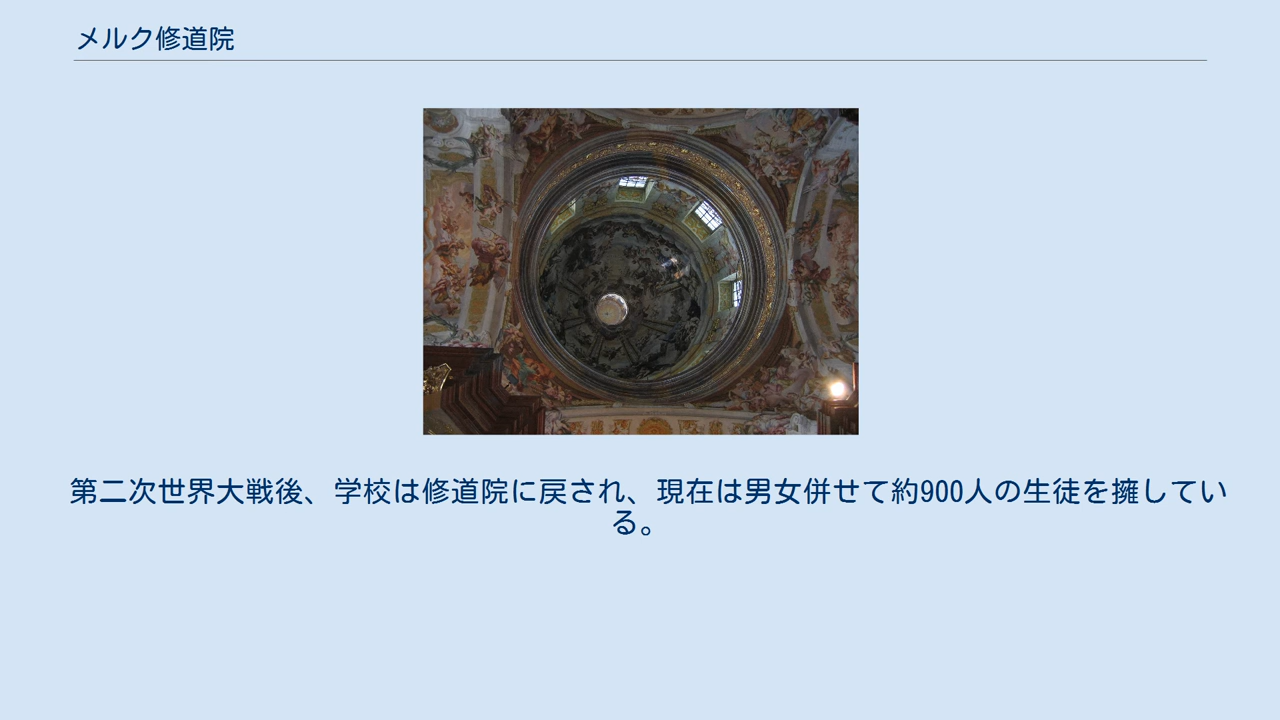 メルク修道院
第二次世界大戦後、学校は修道院に戻され、現在は男女併せて約900人の生徒を擁してい
る。